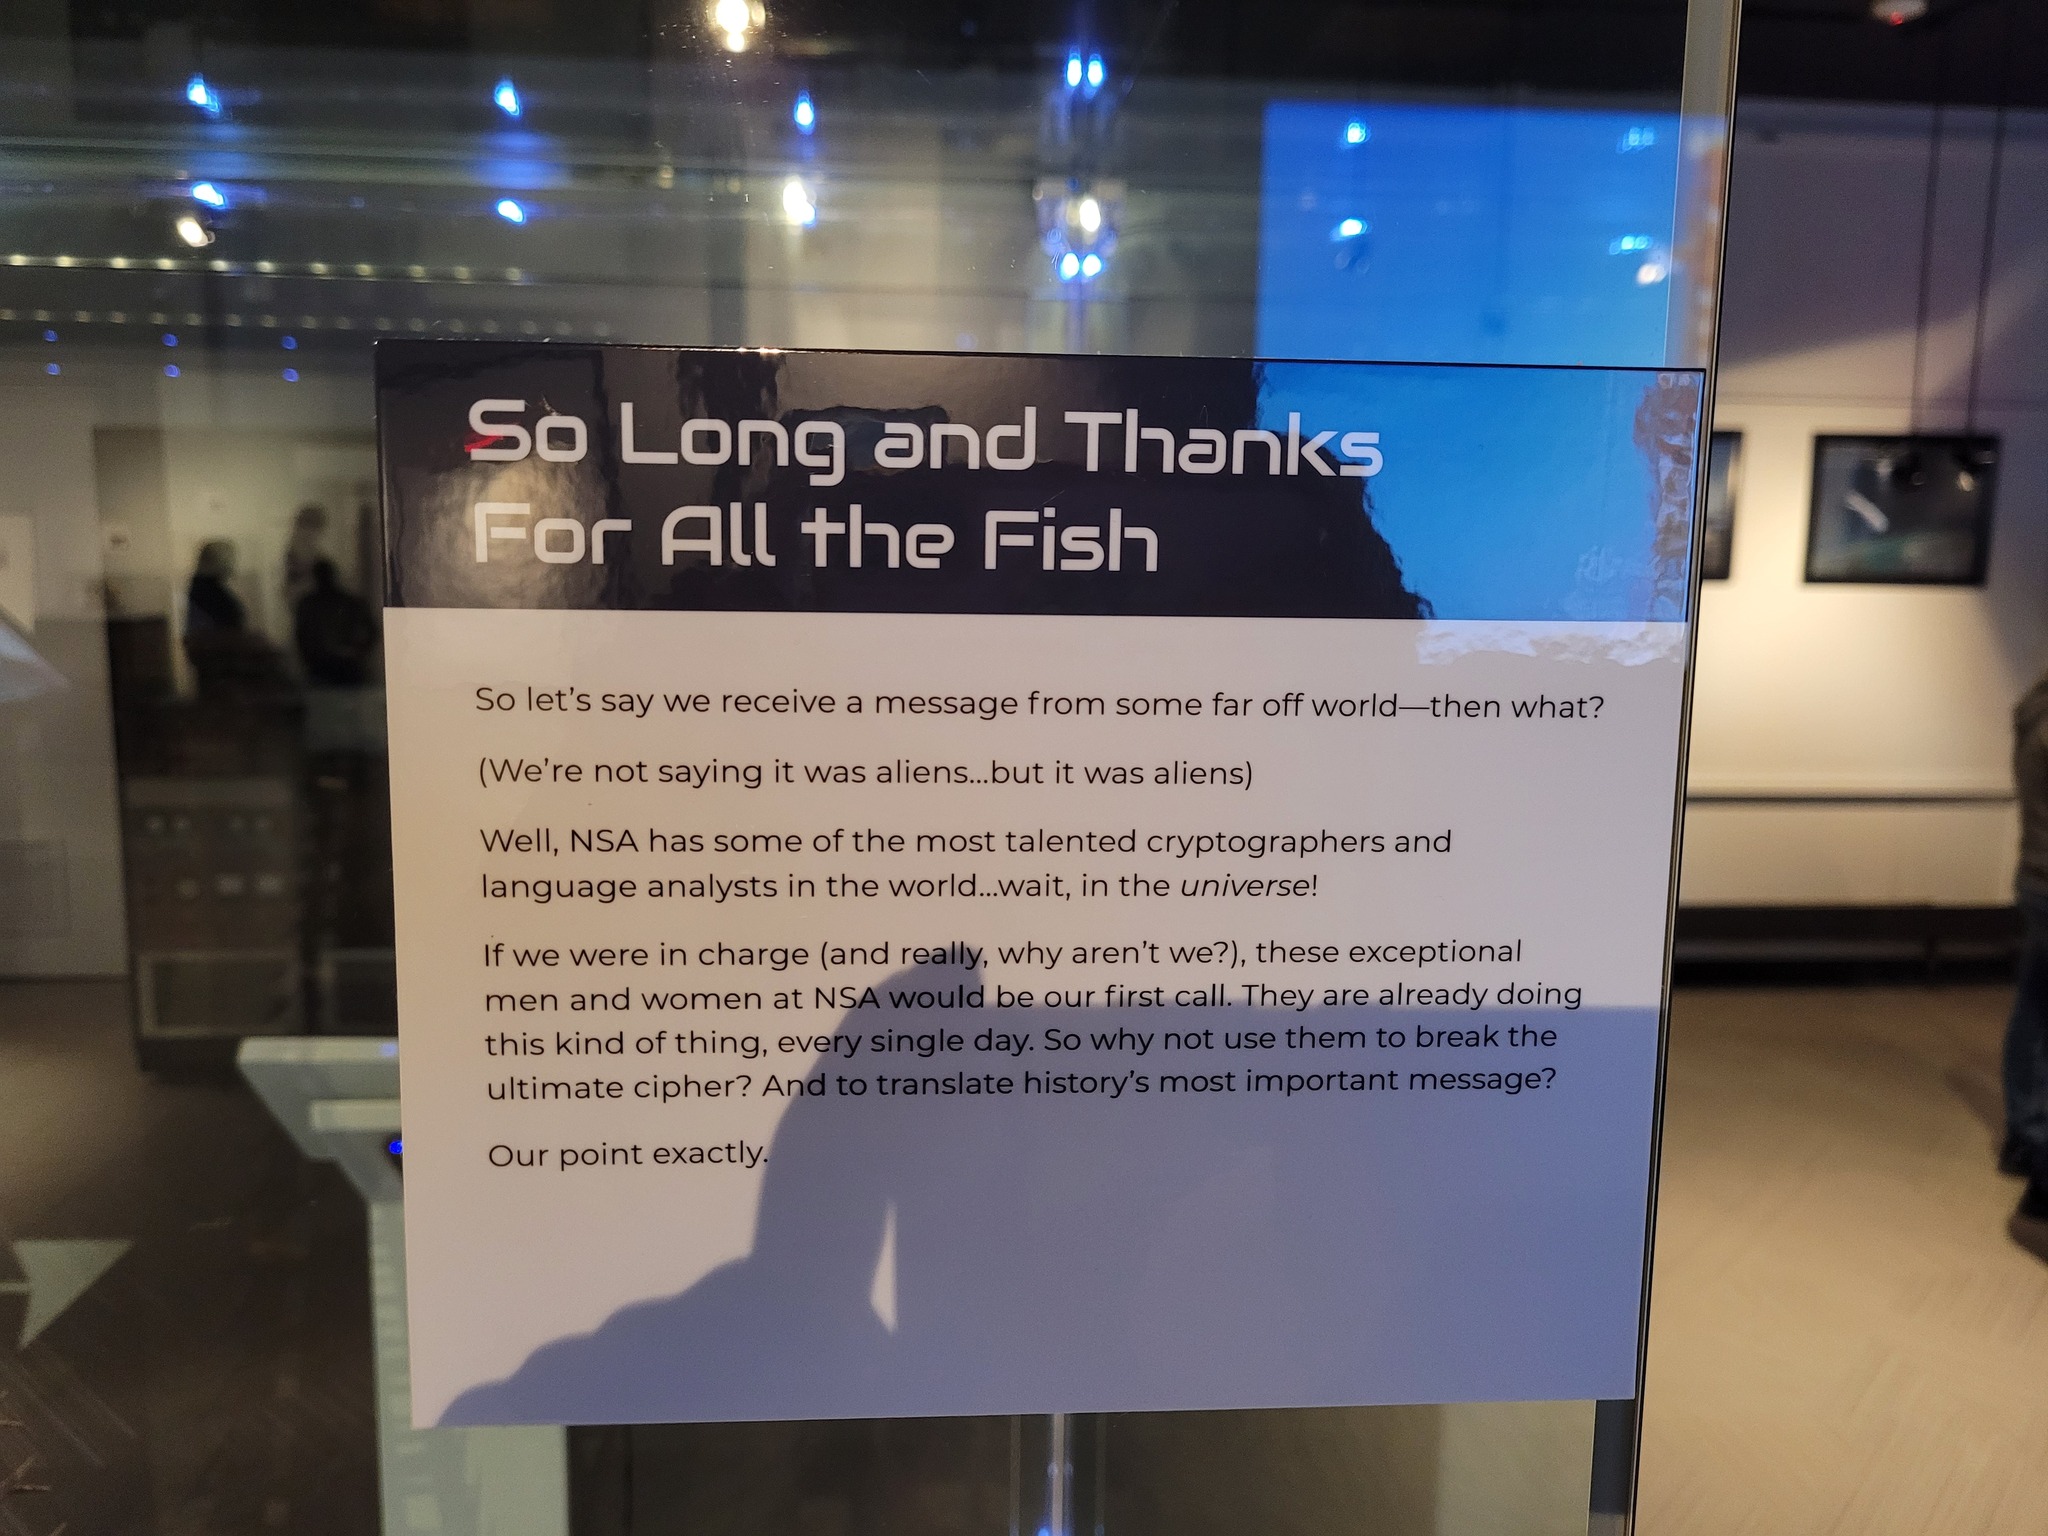 So Long and Thanks
For All the Fish
So let’s say we receive a message from some far off world—then what?
(We’re not saying it was aliens...but it was aliens)
Well, NSA has some of the most talented cryptographers and
language analysts in the world...wait, in the universe!
If we were in charge (and really, why aren’t we?), these exceptional
men and women at NSA would be our first call. They are already doing
this kind of thing, every single day. So why not use them to break the
ultimate cipher? And to translate history’s most important message?
Our point exactly.